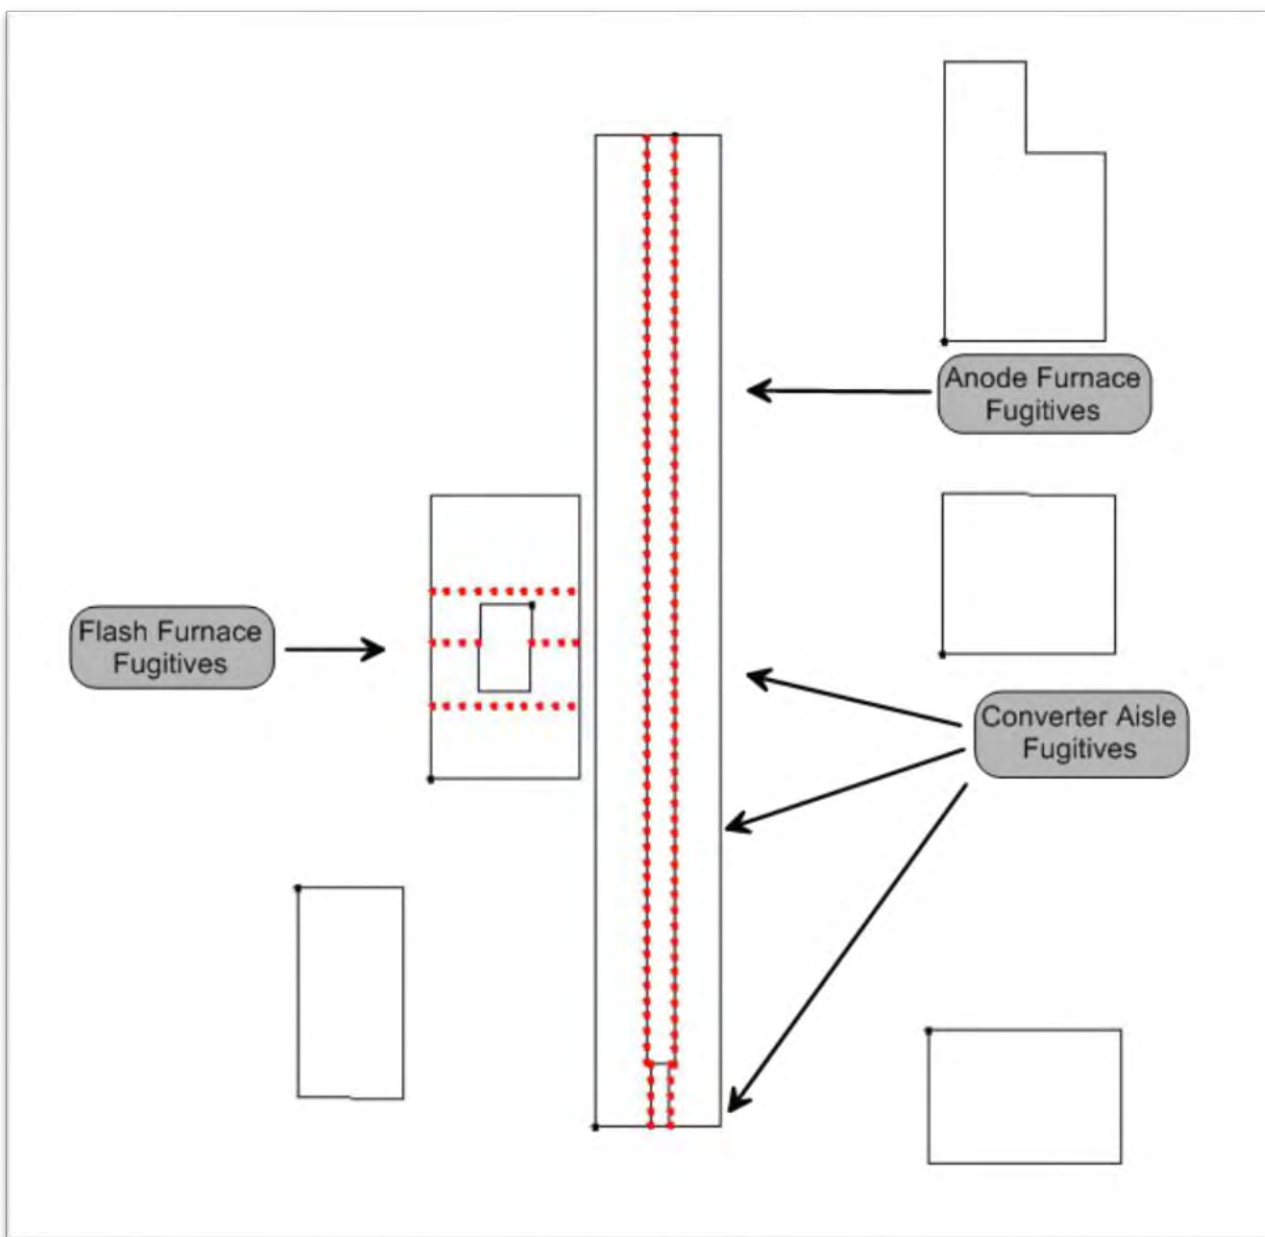 Anode Furnace
Fugitives
Flash Furnace
Fugitives
Converter Aisle
Fugitives